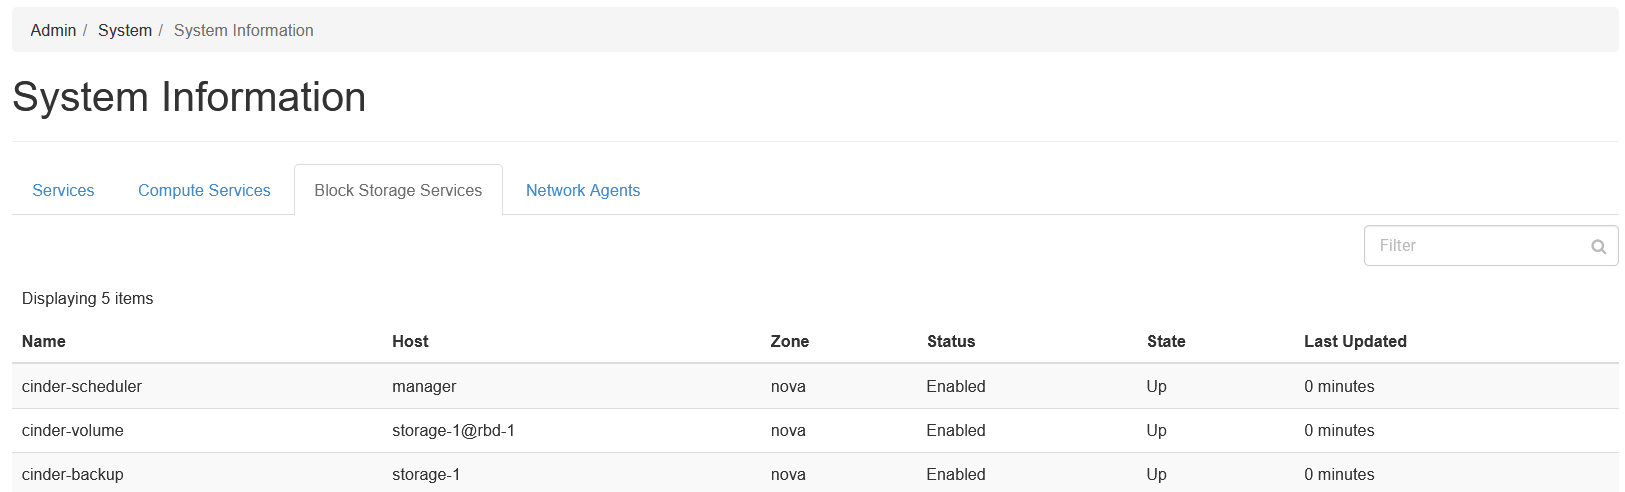 Admin / System / System Information
System Information
Services Compute Services Block Storage Services Network Agents
Filter
Displaying 5 items
Name Host Zone Status State Last Updated
cinder-scheduler manager nova Enabled Up 0 minutes
cinder-volume storage-1@rbd-1 nova Enabled Up 0 minutes
cinder-backup storage-1 nova Enabled Up 0 minutes